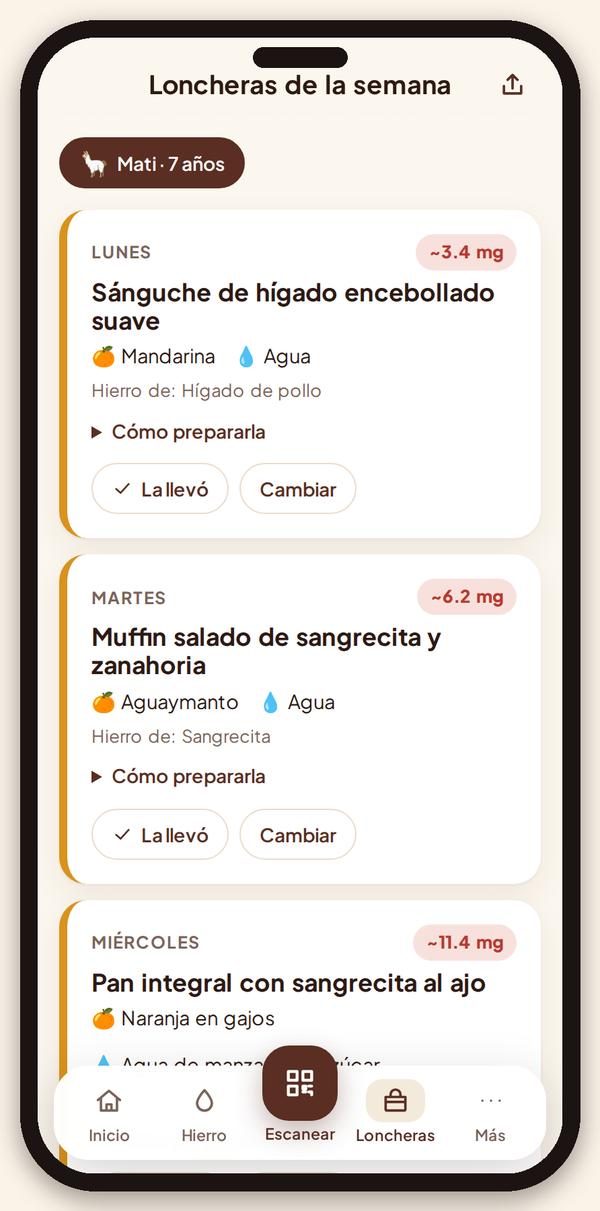 Loncheras de la semana
Mati · 7 años
LUNES
~3.4 mg
Sánguche de hígado encebollado
suave
Mandarina Agua
Hierro de: Hígado de pollo
Cómo prepararla
La llevó Cambiar
MARTES
~6.2 mg
Muffin salado de sangrecita y
zanahoria
Aguaymanto Agua
Hierro de: Sangrecita
Cómo prepararla
La llevó Cambiar
MIÉRCOLES
~11.4 mg
Pan integral con sangrecita al ajo
Naranja en gajos
Agua de
Inicio Hierro Escanear Loncheras Más